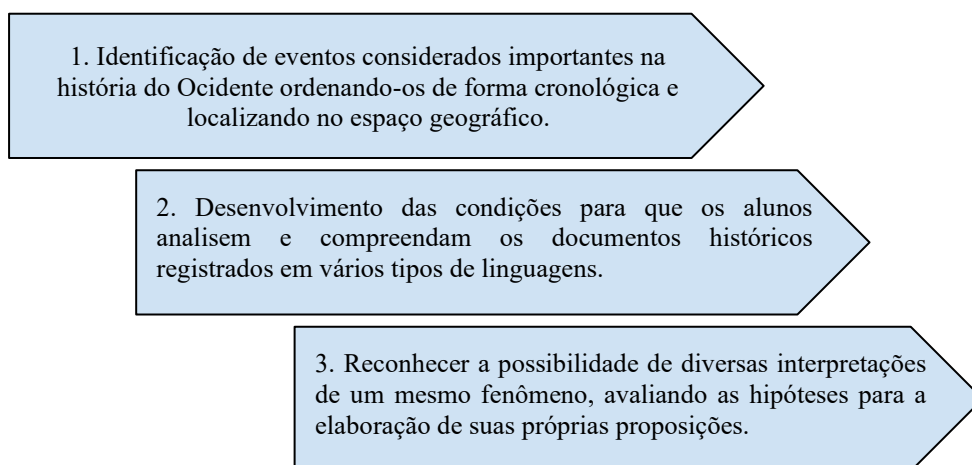 1. Identificação de eventos considerados importantes na
história do Ocidente ordenando-os de forma cronológica e
localizando no espaço geográfico.
2. Desenvolvimento das condições para que os alunos
analisem e compreendam os documentos históricos
registrados em vários tipos de linguagens.
3. Reconhecer a possibilidade de diversas interpretações
de um mesmo fenômeno, avaliando as hipóteses para a
elaboração de suas próprias proposições.